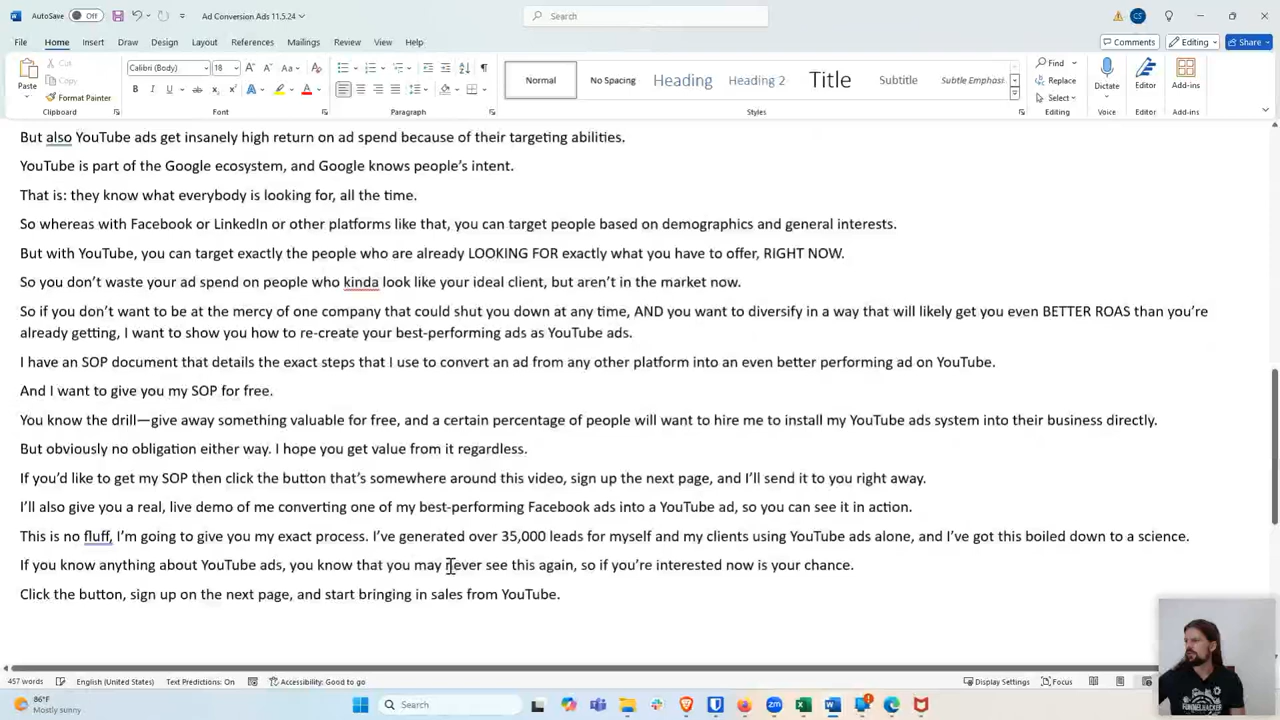 AutoSave Off Ad Conversion Ads 11.5.24 Search CS
File Home Insert Draw Design Layout References Mailings Review View Help Comments Editing Share
Paste Cut Copy Format Painter Clipboard
Calibri (Body) 18 Font
Paragraph
Normal No Spacing Heading Heading 2 Title Subtitle Subtle Emphasi Styles
Find Replace Select Editing
Dictate Voice
Editor Editor
Add-ins Add-ins
But also YouTube ads get insanely high return on ad spend because of their targeting abilities.
YouTube is part of the Google ecosystem, and Google knows people’s intent.
That is: they know what everybody is looking for, all the time.
So whereas with Facebook or LinkedIn or other platforms like that, you can target people based on demographics and general interests.
But with YouTube, you can target exactly the people who are already LOOKING FOR exactly what you have to offer, RIGHT NOW.
So you don’t waste your ad spend on people who kinda look like your ideal client, but aren’t in the market now.
So if you don’t want to be at the mercy of one company that could shut you down at any time, AND you want to diversify in a way that will likely get you even BETTER ROAS than you’re
already getting, I want to show you how to re-create your best-performing ads as YouTube ads.
I have an SOP document that details the exact steps that I use to convert an ad from any other platform into an even better performing ad on YouTube.
And I want to give you my SOP for free.
You know the drill—give away something valuable for free, and a certain percentage of people will want to hire me to install my YouTube ads system into their business directly.
But obviously no obligation either way. I hope you get value from it regardless.
If you’d like to get my SOP then click the button that’s somewhere around this video, sign up the next page, and I’ll send it to you right away.
I’ll also give you a real, live demo of me converting one of my best-performing Facebook ads into a YouTube ad, so you can see it in action.
This is no fluff, I’m going to give you my exact process. I’ve generated over 35,000 leads for myself and my clients using YouTube ads alone, and I’ve got this boiled down to a science.
If you know anything about YouTube ads, you know that you may never see this again, so if you’re interested now is your chance.
Click the button, sign up on the next page, and start bringing in sales from YouTube.
457 words English (United States) Text Predictions: On Accessibility: Good to go Display Settings Focus
86°F
Mostly sunny
Search